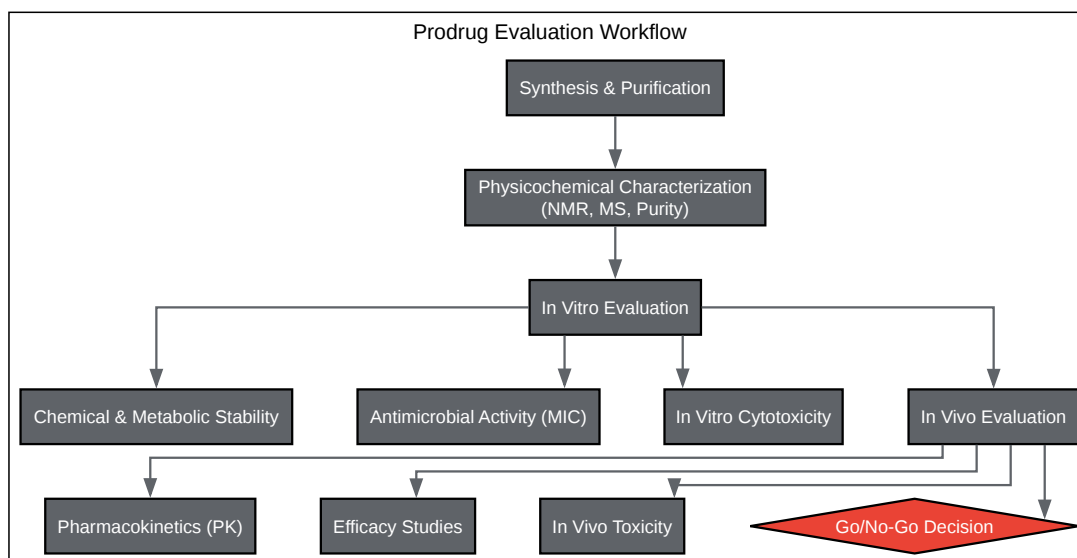 Prodrug Evaluation Workflow
Synthesis & Purification
Physicochemical Characterization
(NMR, MS, Purity)
In Vitro Evaluation
Chemical & Metabolic Stability
Antimicrobial Activity (MIC)
In Vitro Cytotoxicity
In Vivo Evaluation
Pharmacokinetics (PK)
Efficacy Studies
In Vivo Toxicity
Go/No-Go Decision